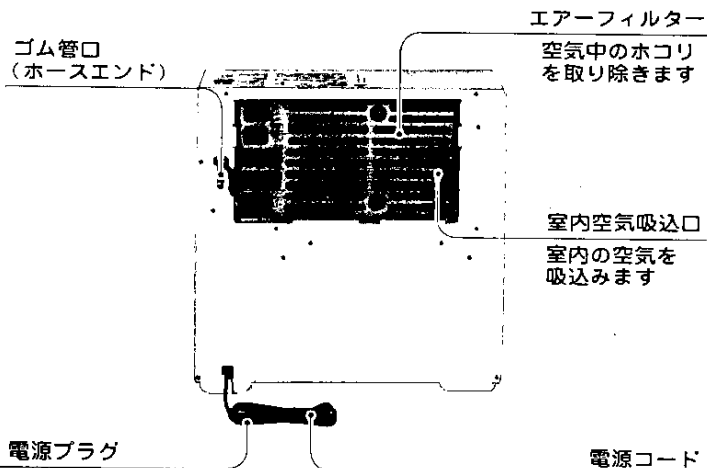 エアーフィルター
空気中のホコリ
を取り除きます
ゴム管口
（ホースエンド）
室内空気吸込口
室内の空気を
吸込みます
電源プラグ
電源コード